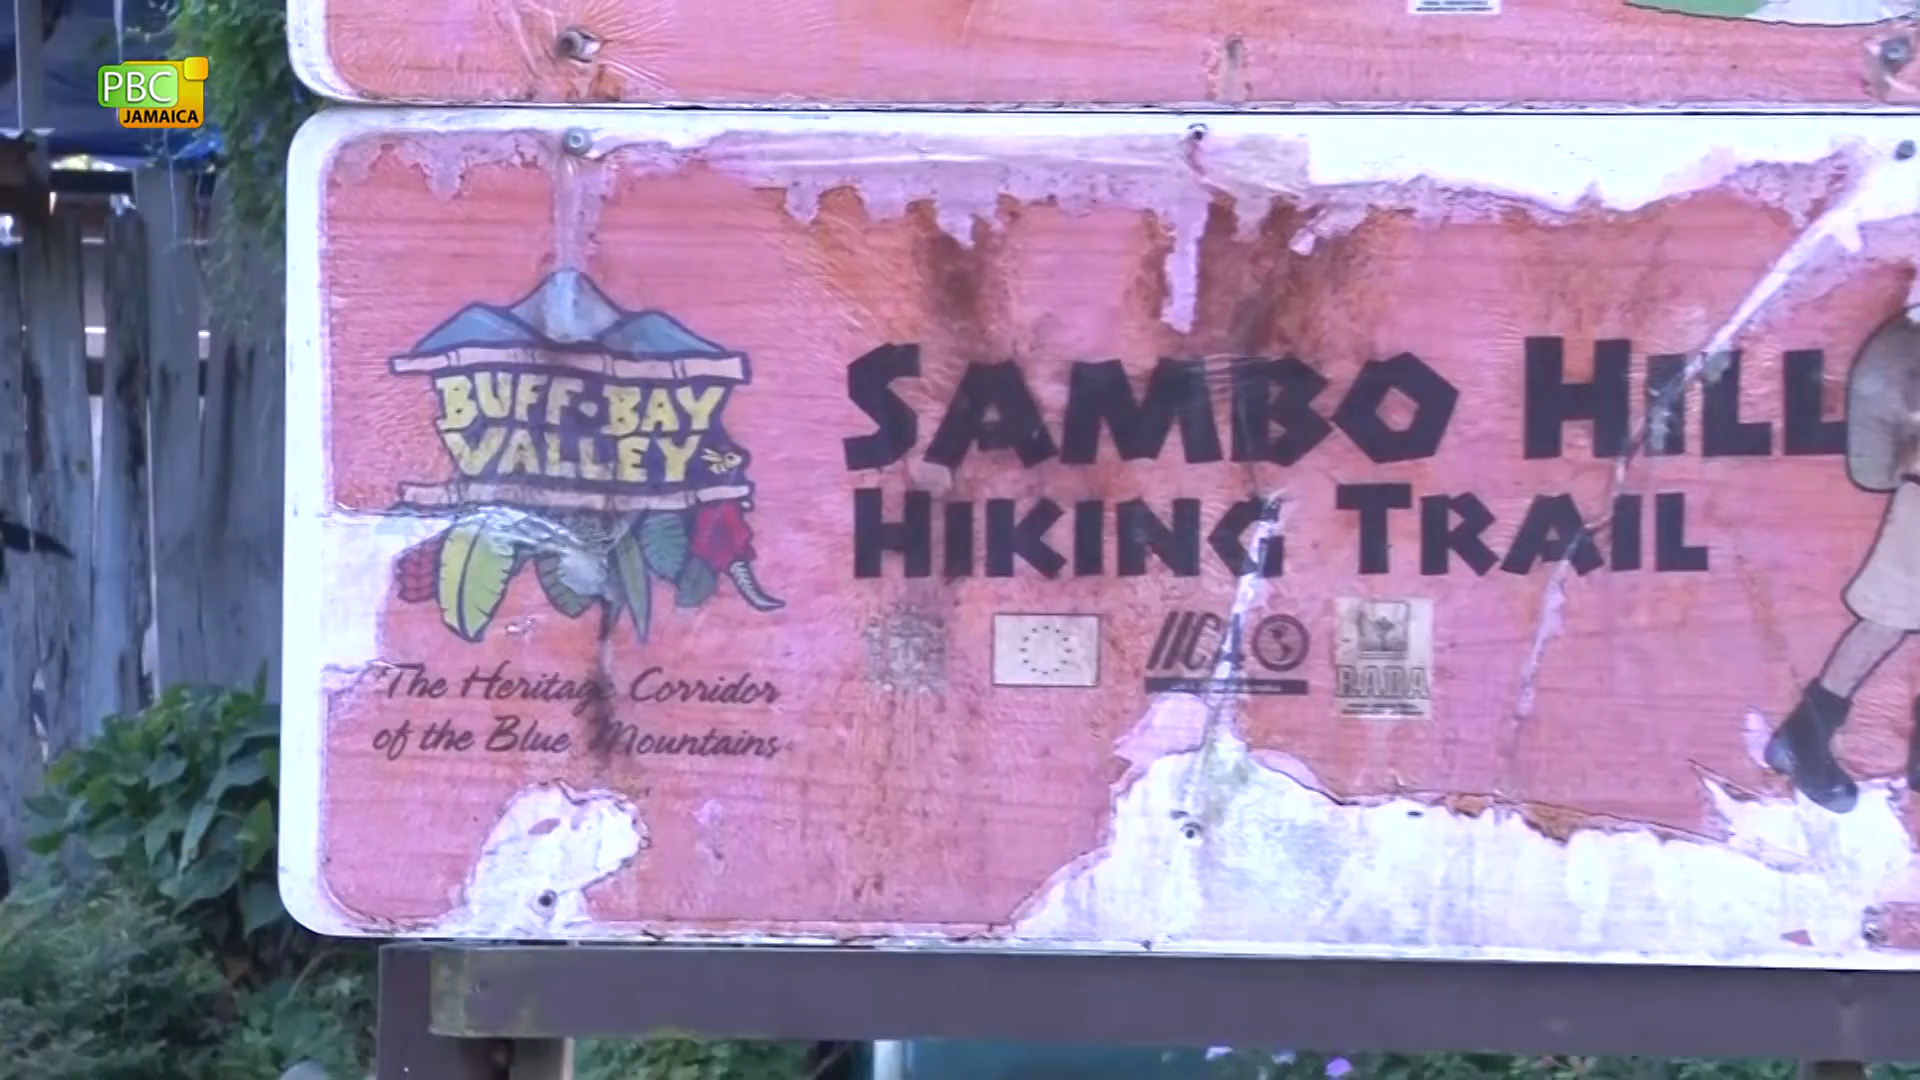 PBC
JAMAICA
BUFF-BAY
VALLEY
SAMBO HILL
HIKING TRAIL
IICA
RADA
The Heritage Corridor
of the Blue Mountains